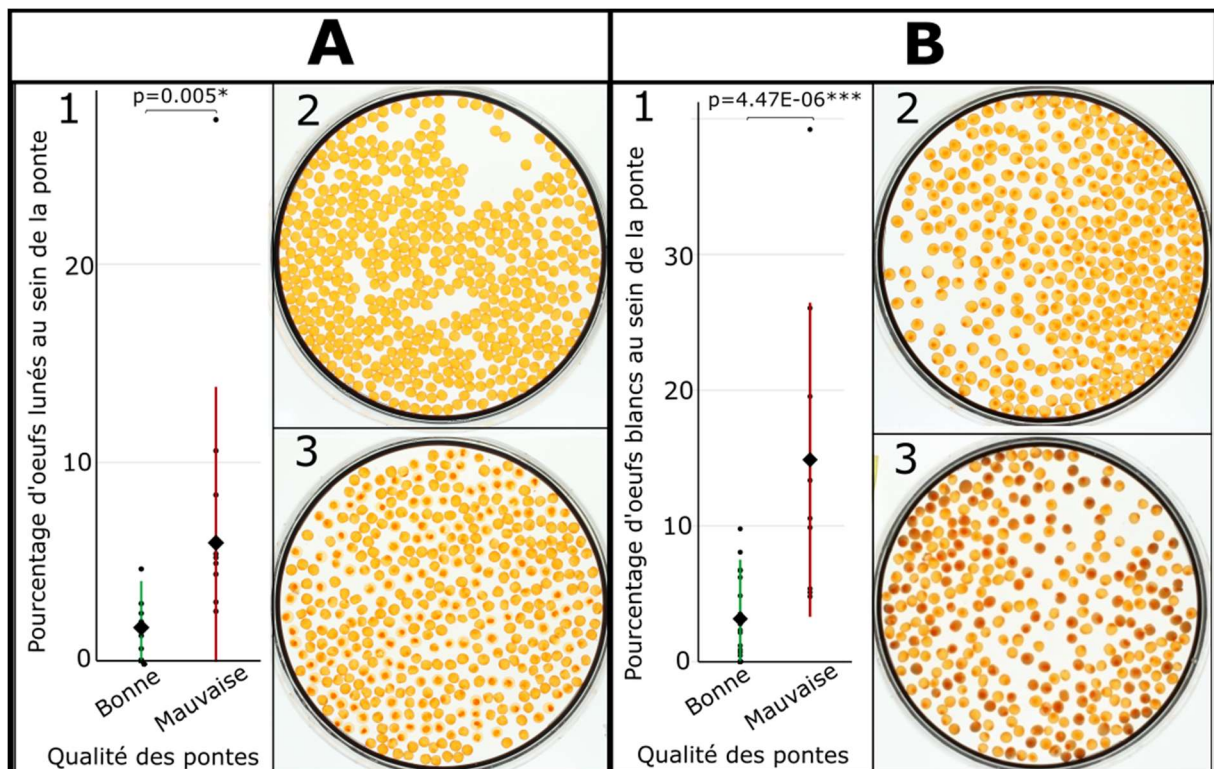 A
B
1
p=0.005*
Pourcentage d'oeufs lunés au sein de la ponte
20
10
0
Bonne
Mauvaise
Qualité des pontes
2
3
1
p=4.47E-06***
Pourcentage d'oeufs blancs au sein de la ponte
30
20
10
0
Bonne
Mauvaise
Qualité des pontes
2
3